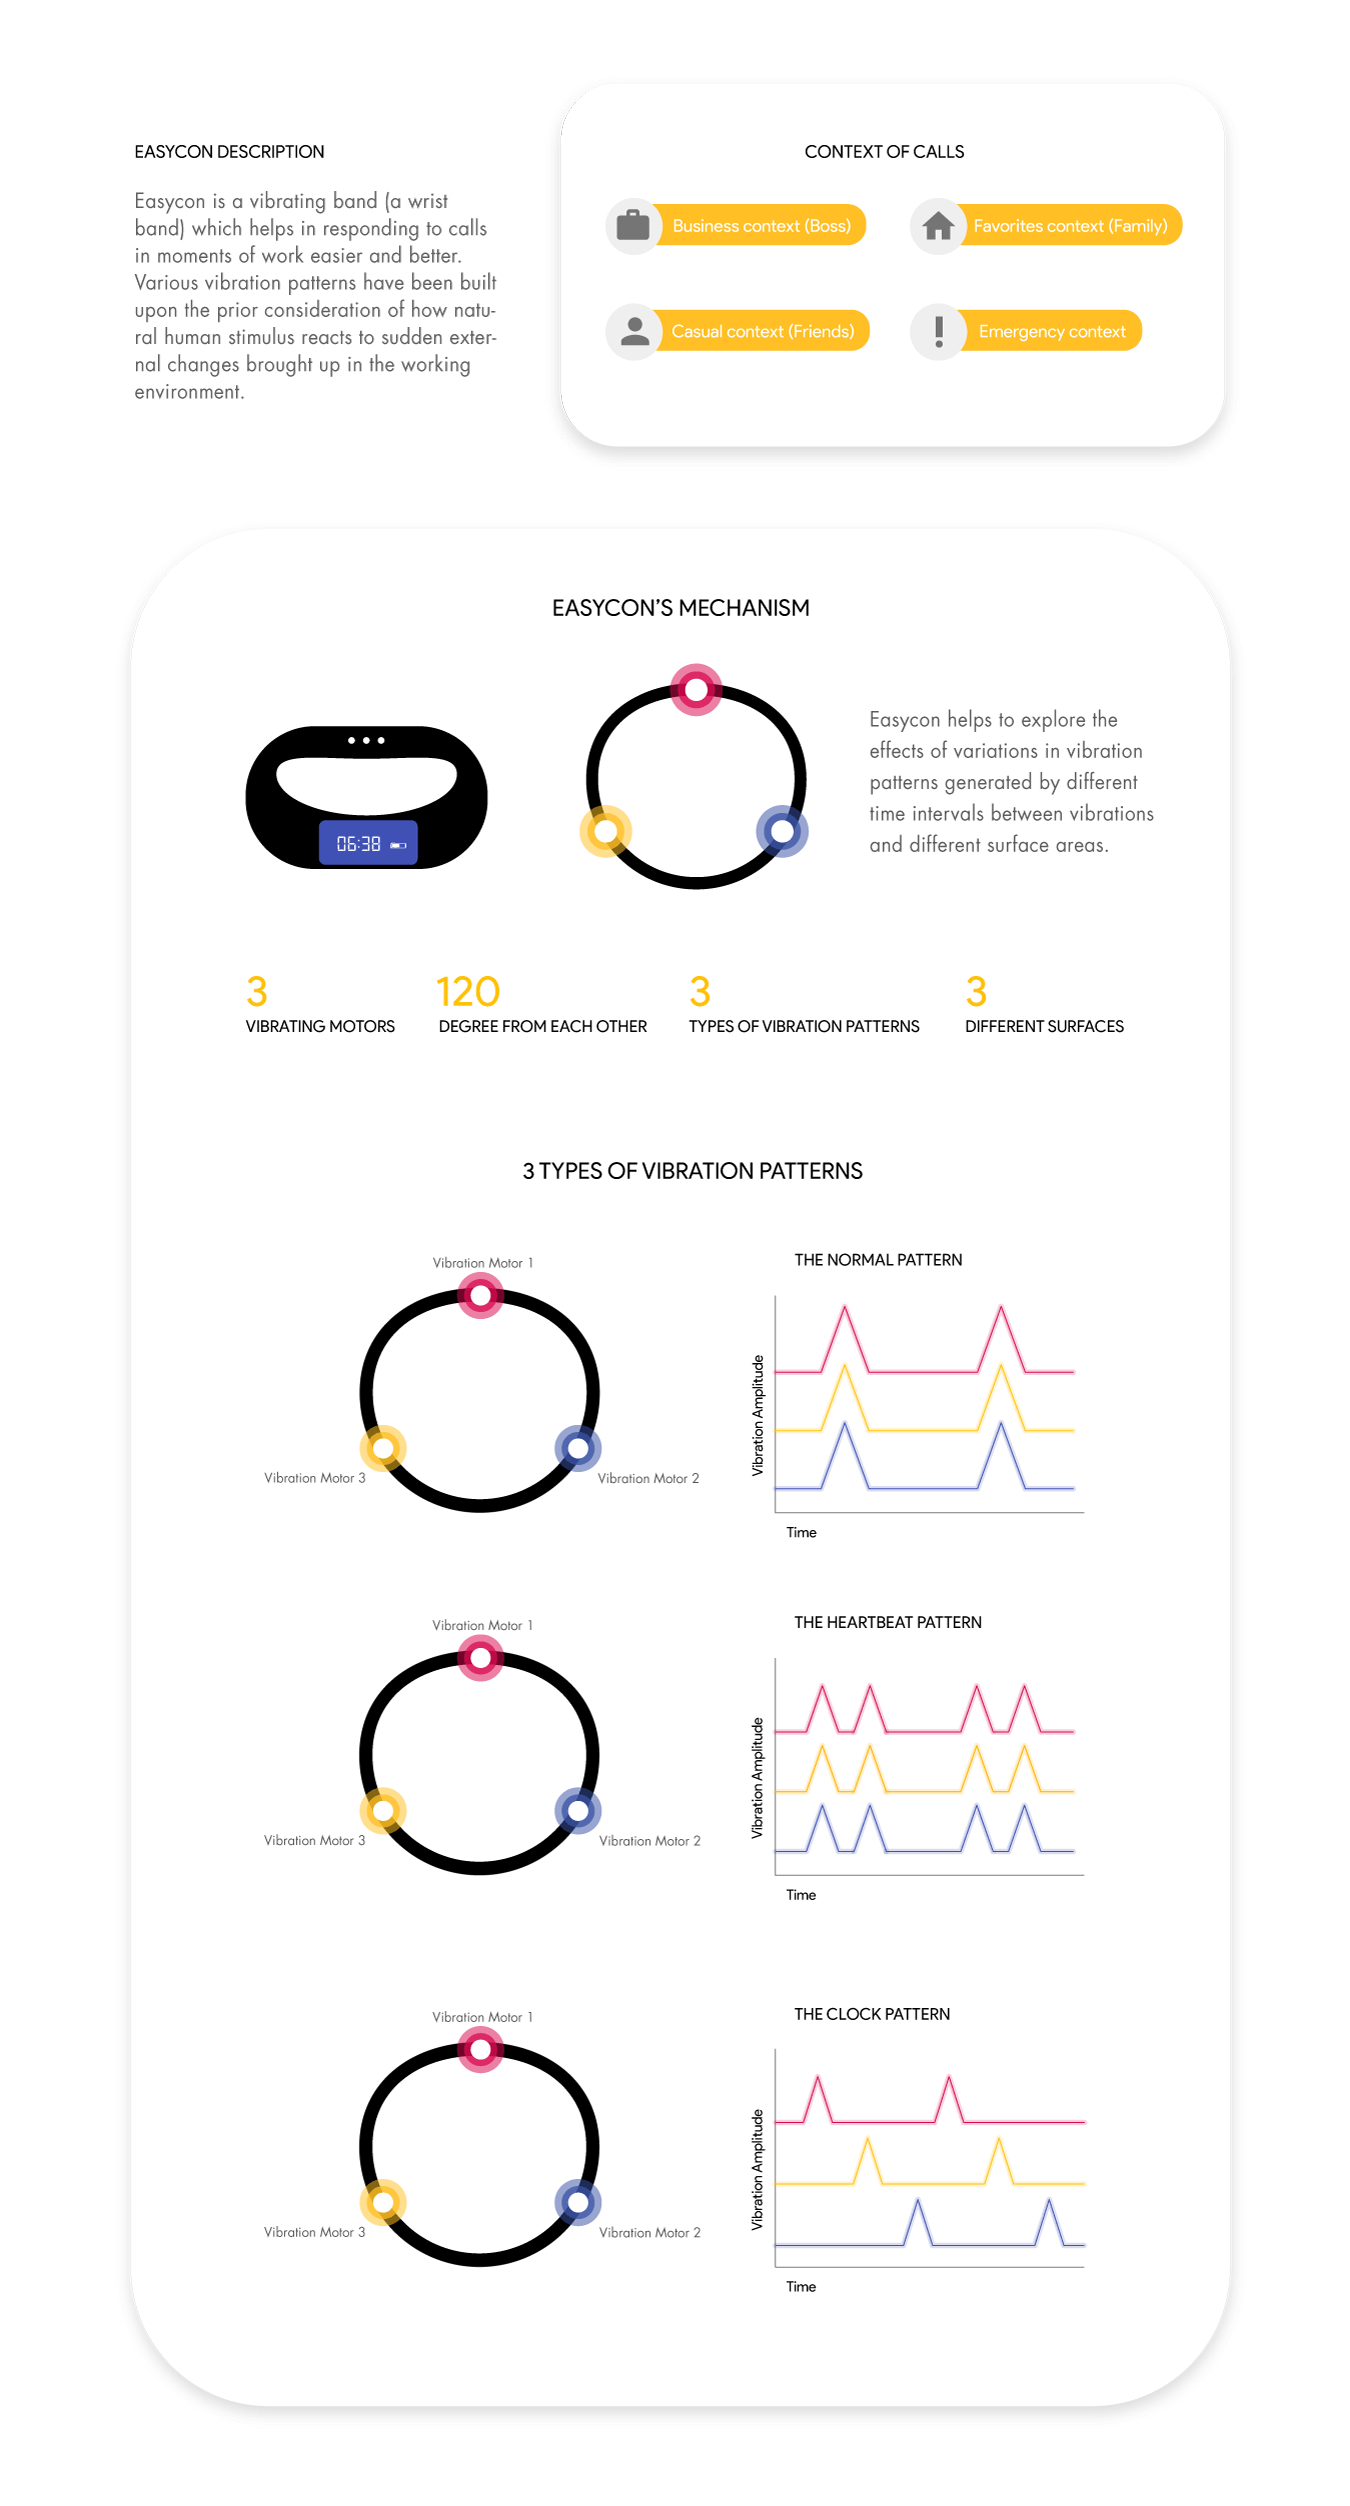 EASYCON DESCRIPTION
Easycon is a vibrating band (a wrist
band) which helps in responding to calls
in moments of work easier and better.
Various vibration patterns have been built
upon the prior consideration of how natu-
ral human stimulus reacts to sudden exter-
nal changes brought up in the working
environment.
CONTEXT OF CALLS
Business context (Boss)
Favorites context (Family)
Casual context (Friends)
Emergency context
EASYCON'S MECHANISM
06:38
Easycon helps to explore the
effects of variations in vibration
patterns generated by different
time intervals between vibrations
and different surface areas.
3
VIBRATING MOTORS
120
DEGREE FROM EACH OTHER
3
TYPES OF VIBRATION PATTERNS
3
DIFFERENT SURFACES
3 TYPES OF VIBRATION PATTERNS
Vibration Motor 1
Vibration Motor 3
Vibration Motor 2
THE NORMAL PATTERN
Vibration Amplitude
Time
Vibration Motor 1
Vibration Motor 3
Vibration Motor 2
THE HEARTBEAT PATTERN
Vibration Amplitude
Time
Vibration Motor 1
Vibration Motor 3
Vibration Motor 2
THE CLOCK PATTERN
Vibration Amplitude
Time